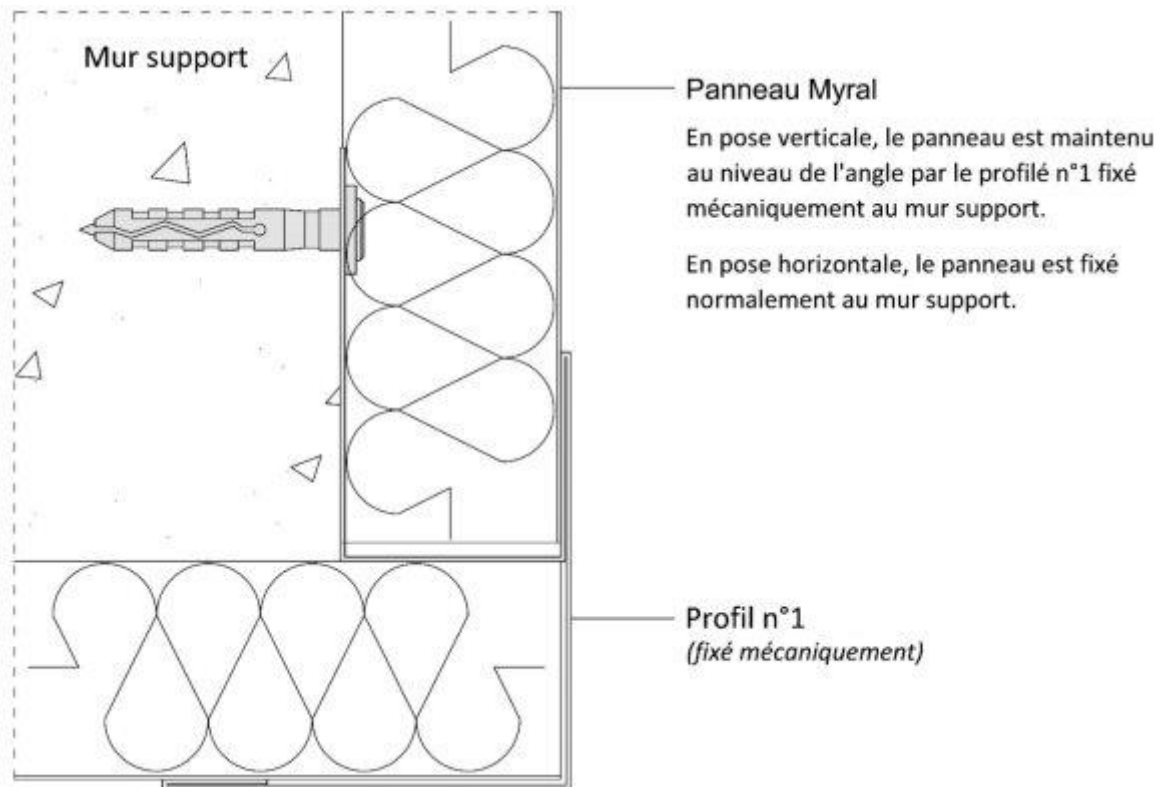 Mur support
Panneau Myral
En pose verticale, le panneau est maintenu
au niveau de l'angle par le profilé n°1 fixé
mécaniquement au mur support.
En pose horizontale, le panneau est fixé
normalement au mur support.
Profil n°1
(fixé mécaniquement)